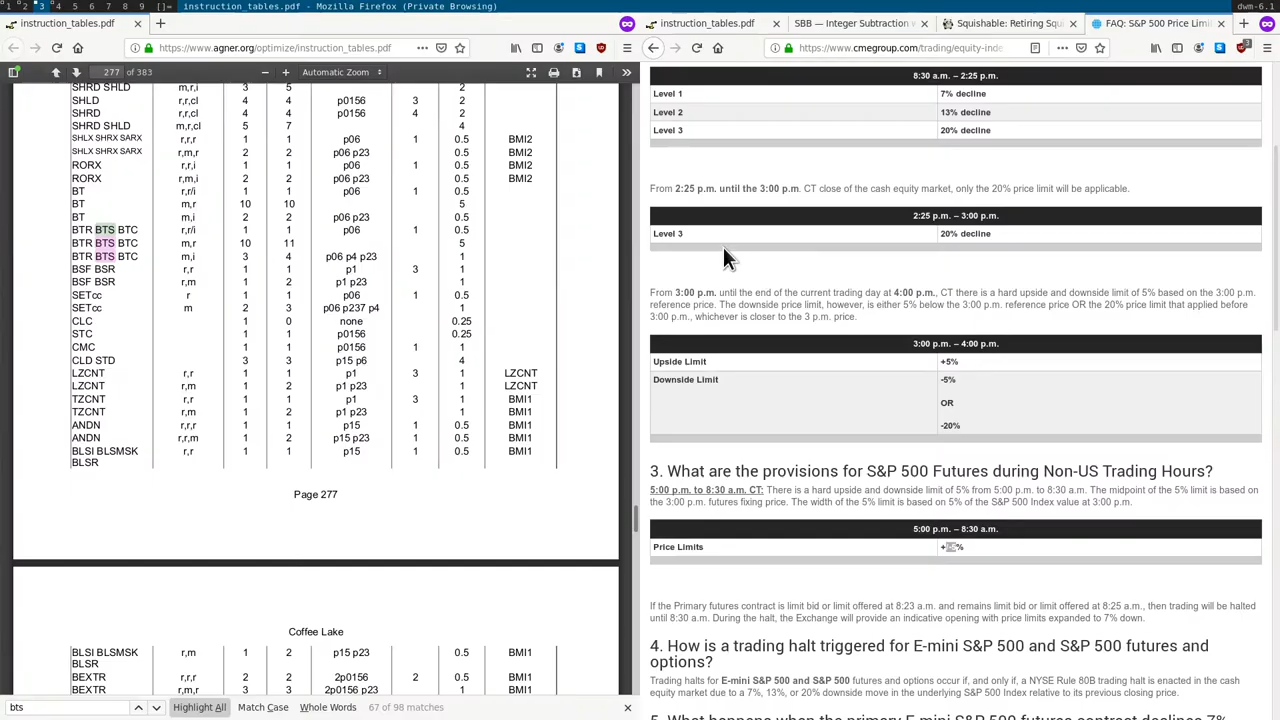 1 2 3 4 5 6 7 8 9 []= instruction_tables.pdf - Mozilla Firefox (Private Browsing) dwm-6.1
instruction_tables.pdf
https://www.agner.org/optimize/instruction_tables.pdf
277 of 383 Automatic Zoom
SHRD SHLD m,r,i 3 5 2
SHLD r,r,cl 4 4 p0156 3 2
SHRD r,r,cl 4 4 p0156 4 2
SHRD SHLD m,r,cl 5 7 4
SHLX SHRX SARX r,r,r 1 1 p06 1 0.5 BMI2
SHLX SHRX SARX r,m,r 2 2 p06 p23 0.5 BMI2
RORX r,r,i 1 1 p06 1 0.5 BMI2
RORX r,m,i 2 2 p06 p23 0.5 BMI2
BT r,r/i 1 1 p06 1 0.5
BT m,r 10 10 5
BT m,i 2 2 p06 p23 0.5
BTR BTS BTC r,r/i 1 1 p06 1 0.5
BTR BTS BTC m,r 10 11 5
BTR BTS BTC m,i 3 4 p06 p4 p23 1
BSF BSR r,r 1 1 p1 3 1
BSF BSR r,m 1 2 p1 p23 1
SETcc r 1 1 p06 1 0.5
SETcc m 2 3 p06 p237 p4 1
CLC 1 0 none 0.25
STC 1 1 p0156 0.25
CMC 1 1 p0156 1 1
CLD STD 3 3 p15 p6 4
LZCNT r,r 1 1 p1 3 1 LZCNT
LZCNT r,m 1 2 p1 p23 1 LZCNT
TZCNT r,r 1 1 p1 3 1 BMI1
TZCNT r,m 1 2 p1 p23 1 BMI1
ANDN r,r,r 1 1 p15 1 0.5 BMI1
ANDN r,r,m 1 2 p15 p23 1 0.5 BMI1
BLSI BLSMSK r,r 1 1 p15 1 0.5 BMI1
BLSR
Page 277
Coffee Lake
BLSI BLSMSK r,m 1 2 p15 p23 0.5 BMI1
BLSR
BEXTR r,r,r 2 2 2p0156 2 0.5 BMI1
BEXTR r,m,r 3 3 2p0156 p23 1 BMI1
bts Highlight All Match Case Whole Words 67 of 98 matches
instruction_tables.pdf SBB — Integer Subtraction w Squishable: Retiring Squ FAQ: S&P 500 Price Limi
https://www.cmegroup.com/trading/equity-inde
8:30 a.m. – 2:25 p.m.
Level 1 7% decline
Level 2 13% decline
Level 3 20% decline
From 2:25 p.m. until the 3:00 p.m. CT close of the cash equity market, only the 20% price limit will be applicable.
2:25 p.m. – 3:00 p.m.
Level 3 20% decline
From 3:00 p.m. until the end of the current trading day at 4:00 p.m., CT there is a hard upside and downside limit of 5% based on the 3:00 p.m.
reference price. The downside price limit, however, is either 5% below the 3:00 p.m. reference price OR the 20% price limit that applied before
3:00 p.m., whichever is closer to the 3 p.m. price.
3:00 p.m. – 4:00 p.m.
Upside Limit +5%
Downside Limit -5%
OR
-20%
3. What are the provisions for S&P 500 Futures during Non-US Trading Hours?
5:00 p.m. to 8:30 a.m. CT: There is a hard upside and downside limit of 5% from 5:00 p.m. to 8:30 a.m. The midpoint of the 5% limit is based on
the 3:00 p.m. futures fixing price. The width of the 5% limit is based on 5% of the S&P 500 Index value at 3:00 p.m.
5:00 p.m. – 8:30 a.m.
Price Limits
If the Primary futures contract is limit bid or limit offered at 8:23 a.m. and remains limit bid or limit offered at 8:25 a.m., then trading will be halted
until 8:30 a.m. During the halt, the Exchange will provide an indicative opening with price limits expanded to 7% down.
4. How is a trading halt triggered for E-mini S&P 500 and S&P 500 futures and
options?
Trading halts for E-mini S&P 500 and S&P 500 futures and options occur if, and only if, a NYSE Rule 80B trading halt is enacted in the cash
equity market due to a 7%, 13%, or 20% downside move in the underlying S&P 500 Index relative to its previous closing price.
5. What happens when the primary E-mini S&P 500 futures contract declines 7%